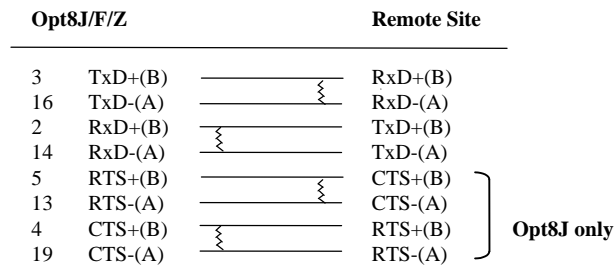 Opt8J/F/Z Remote Site
3 TxD+(B) RxD+(B)
16 TxD-(A) RxD-(A)
2 RxD+(B) TxD+(B)
14 RxD-(A) TxD-(A)
5 RTS+(B) CTS+(B)
13 RTS-(A) CTS-(A)
4 CTS+(B) RTS+(B)
19 CTS-(A) RTS-(A)
Opt8J only